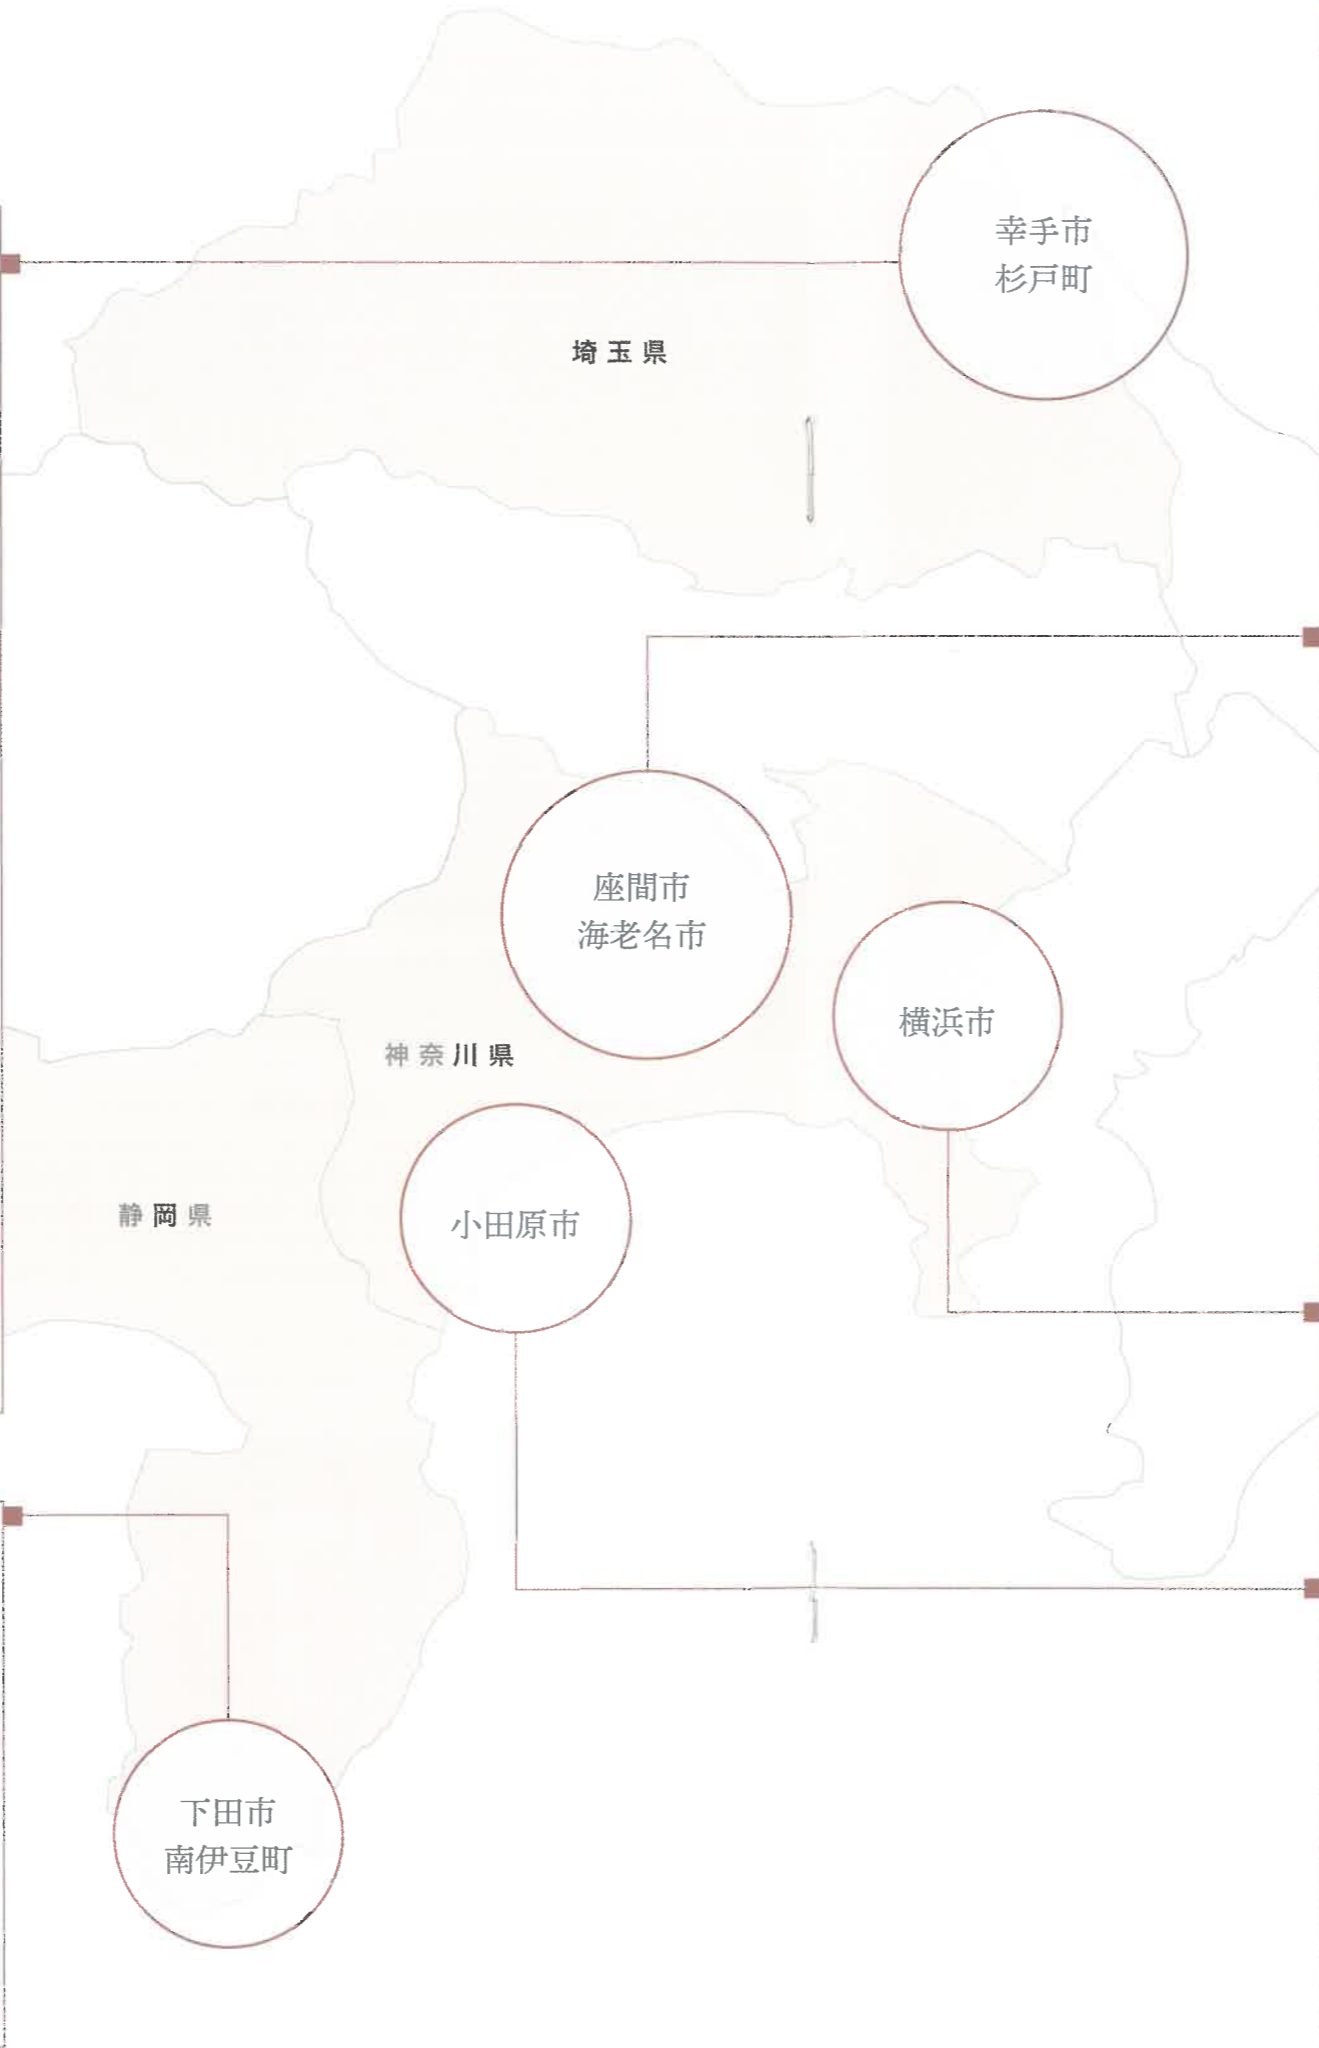 幸手市
杉戸町
埼玉県
座間市
海老名市
横浜市
神奈川県
静岡県
小田原市
下田市
南伊豆町